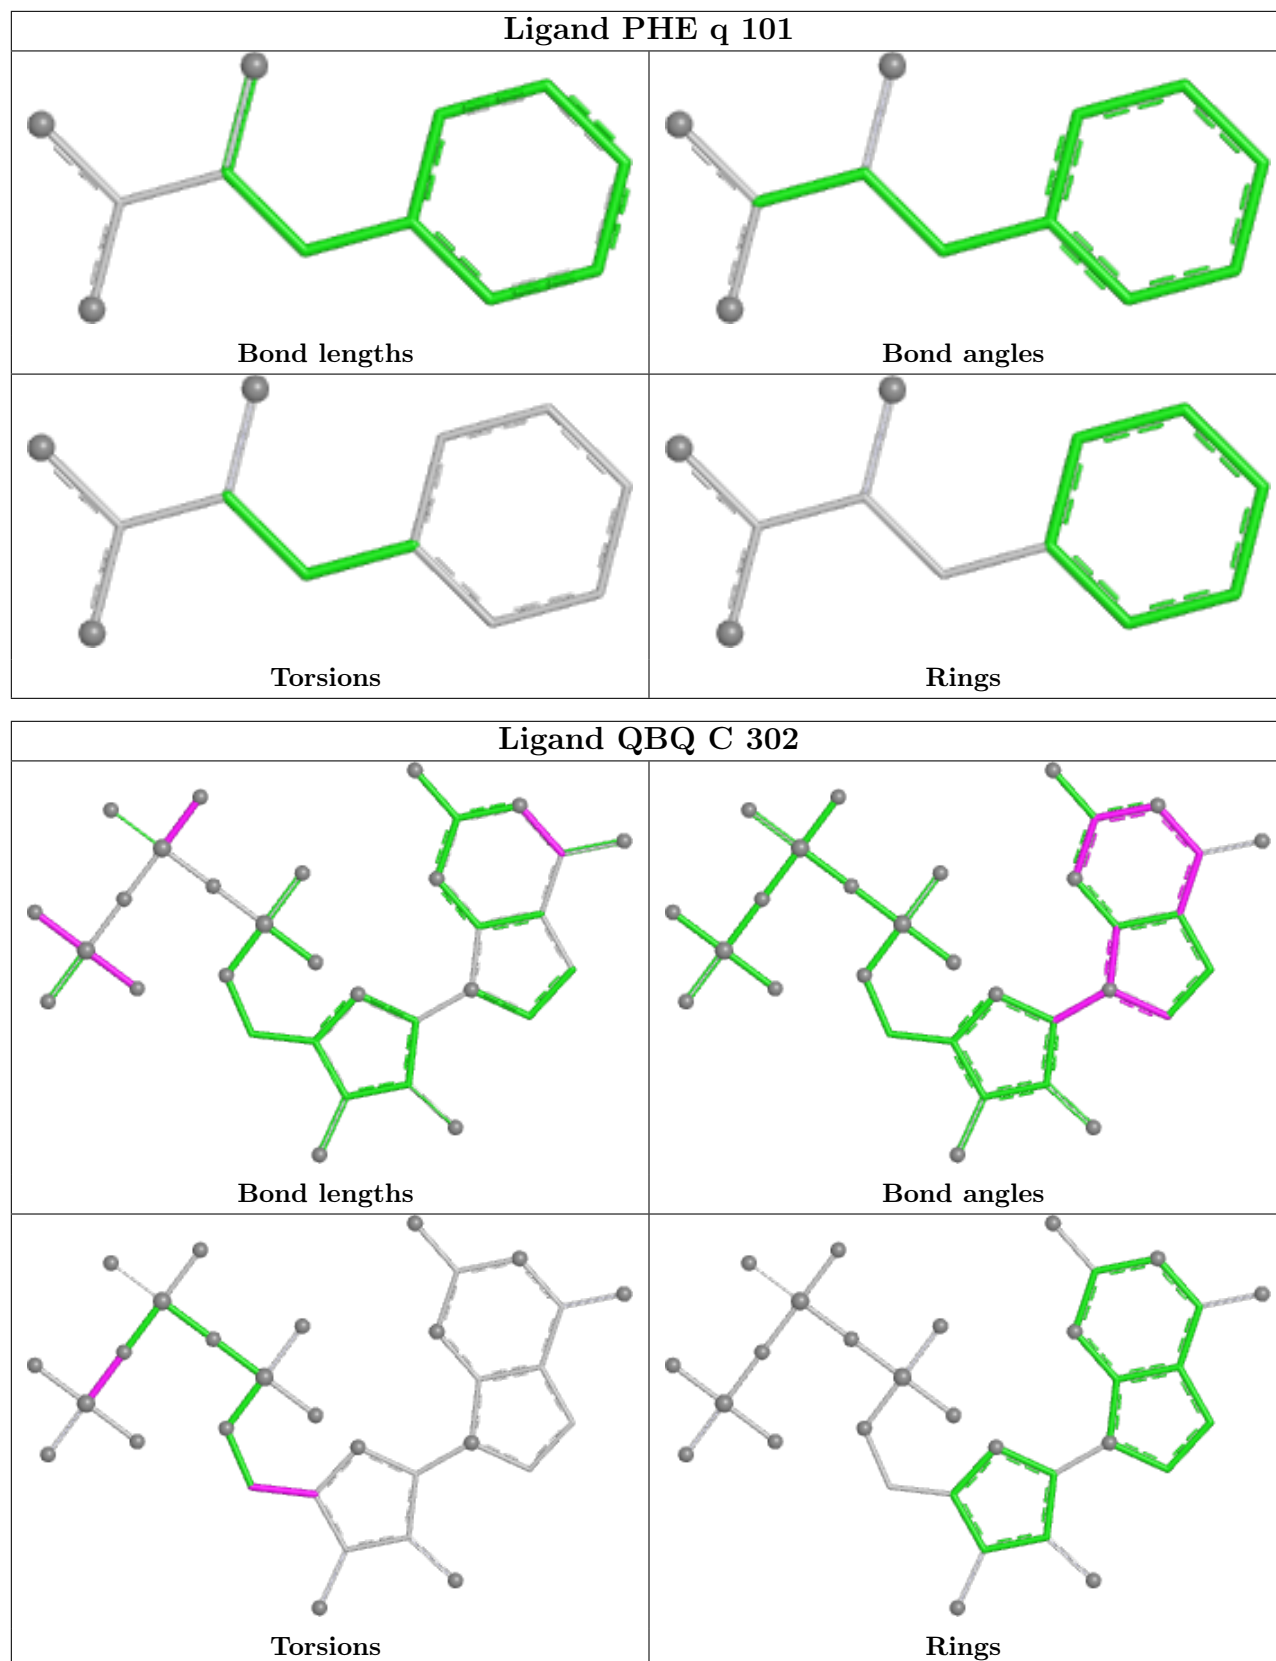 Ligand PHE q 101
Bond lengths
Bond angles
Torsions
Rings
Ligand QBQ C 302
Bond lengths
Bond angles
Torsions
Rings